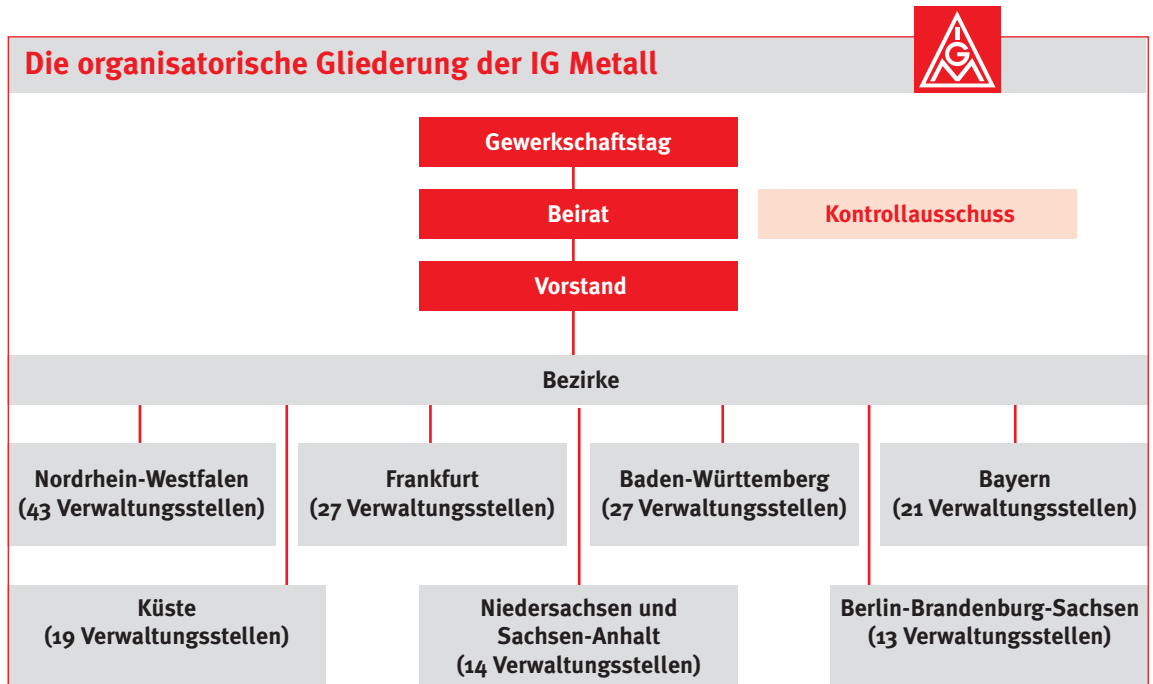 Die organisatorische Gliederung der IG Metall
IGM
Gewerkschaftstag
Beirat
Kontrollausschuss
Vorstand
Bezirke
Nordrhein-Westfalen
(43 Verwaltungsstellen)
Frankfurt
(27 Verwaltungsstellen)
Baden-Württemberg
(27 Verwaltungsstellen)
Bayern
(21 Verwaltungsstellen)
Küste
(19 Verwaltungsstellen)
Niedersachsen und
Sachsen-Anhalt
(14 Verwaltungsstellen)
Berlin-Brandenburg-Sachsen
(13 Verwaltungsstellen)